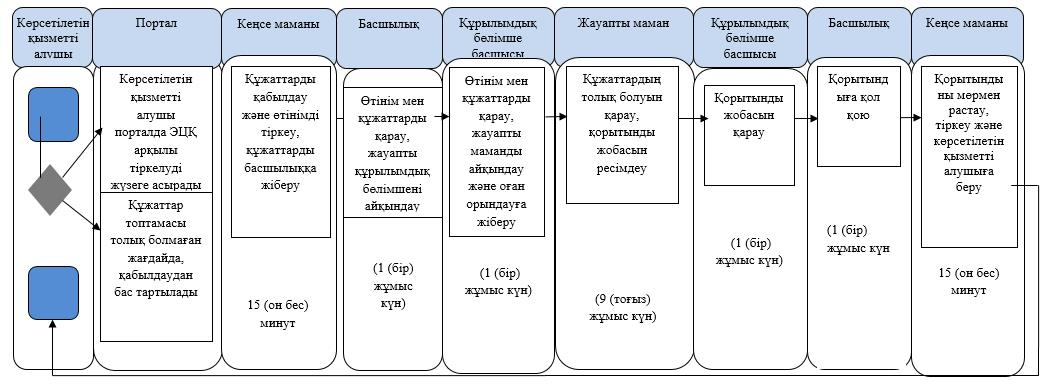 Көрсетілетін
қызметті
алушы
Портал
Кеңсе маманы
Басшылық
Құрылымдық
бөлімше
басшысы
Жауапты маман
Құрылымдық
бөлімше
басшысы
Басшылық
Кеңсе маманы
Көрсетілетін
қызметті
алушы
порталда ЭЦҚ
арқылы
тіркелуді
жүзеге асырады
Құжаттар
топтамасы
толық болмаған
жағдайда,
қабылдаудан
бас тартылады
Құжаттарды
қабылдау
және өтінімді
тіркеу,
құжаттарды
басшылыққа
жіберу
15 (он бес)
минут
Өтінім мен
құжаттарды
қарау,
жауапты
құрылымдық
бөлімшені
айқындау
(1 (бір)
жұмыс
күн)
Өтінім мен
құжаттарды
қарау,
жауапты
маманды
айқындау
және оған
орындауға
жіберу
(1 (бір)
жұмыс күн)
Құжаттардың
толық болуын
қарау,
қорытынды
жобасын
ресімдеу
(9 (тоғыз)
жұмыс күн)
Қорытынды
жобасын
қарау
(1 (бір)
жұмыс күн)
Қорытынд
ыға қол
қою
(1 (бір)
жұмыс күн
Қорытынды
ны мөрмен
растау,
тіркеу және
көрсетілетін
қызметті
алушыға
беру
15 (он бес)
минут